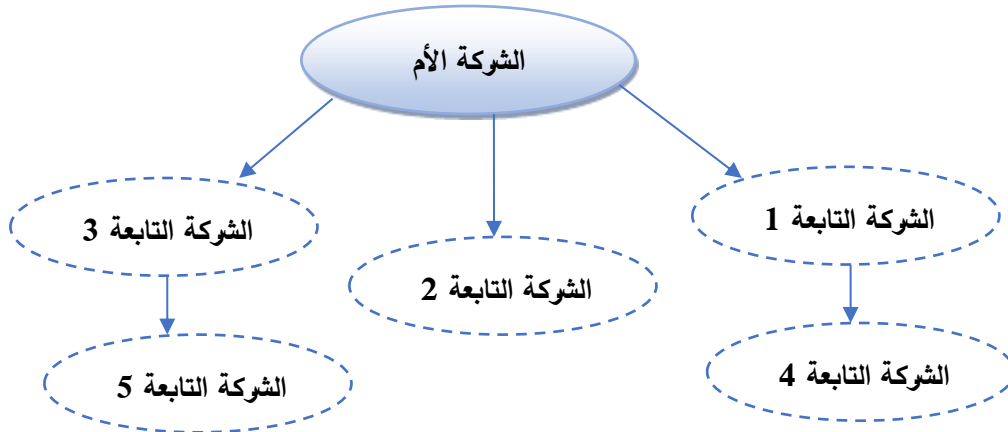 الشركة الأم
الشركة التابعة 1
الشركة التابعة 2
الشركة التابعة 3
الشركة التابعة 4
الشركة التابعة 5